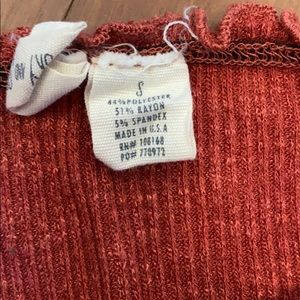 S
44% POLYESTER
51% RAYON
5% SPANDEX
MADE IN U.S.A
RN# 106168
PO# 770972